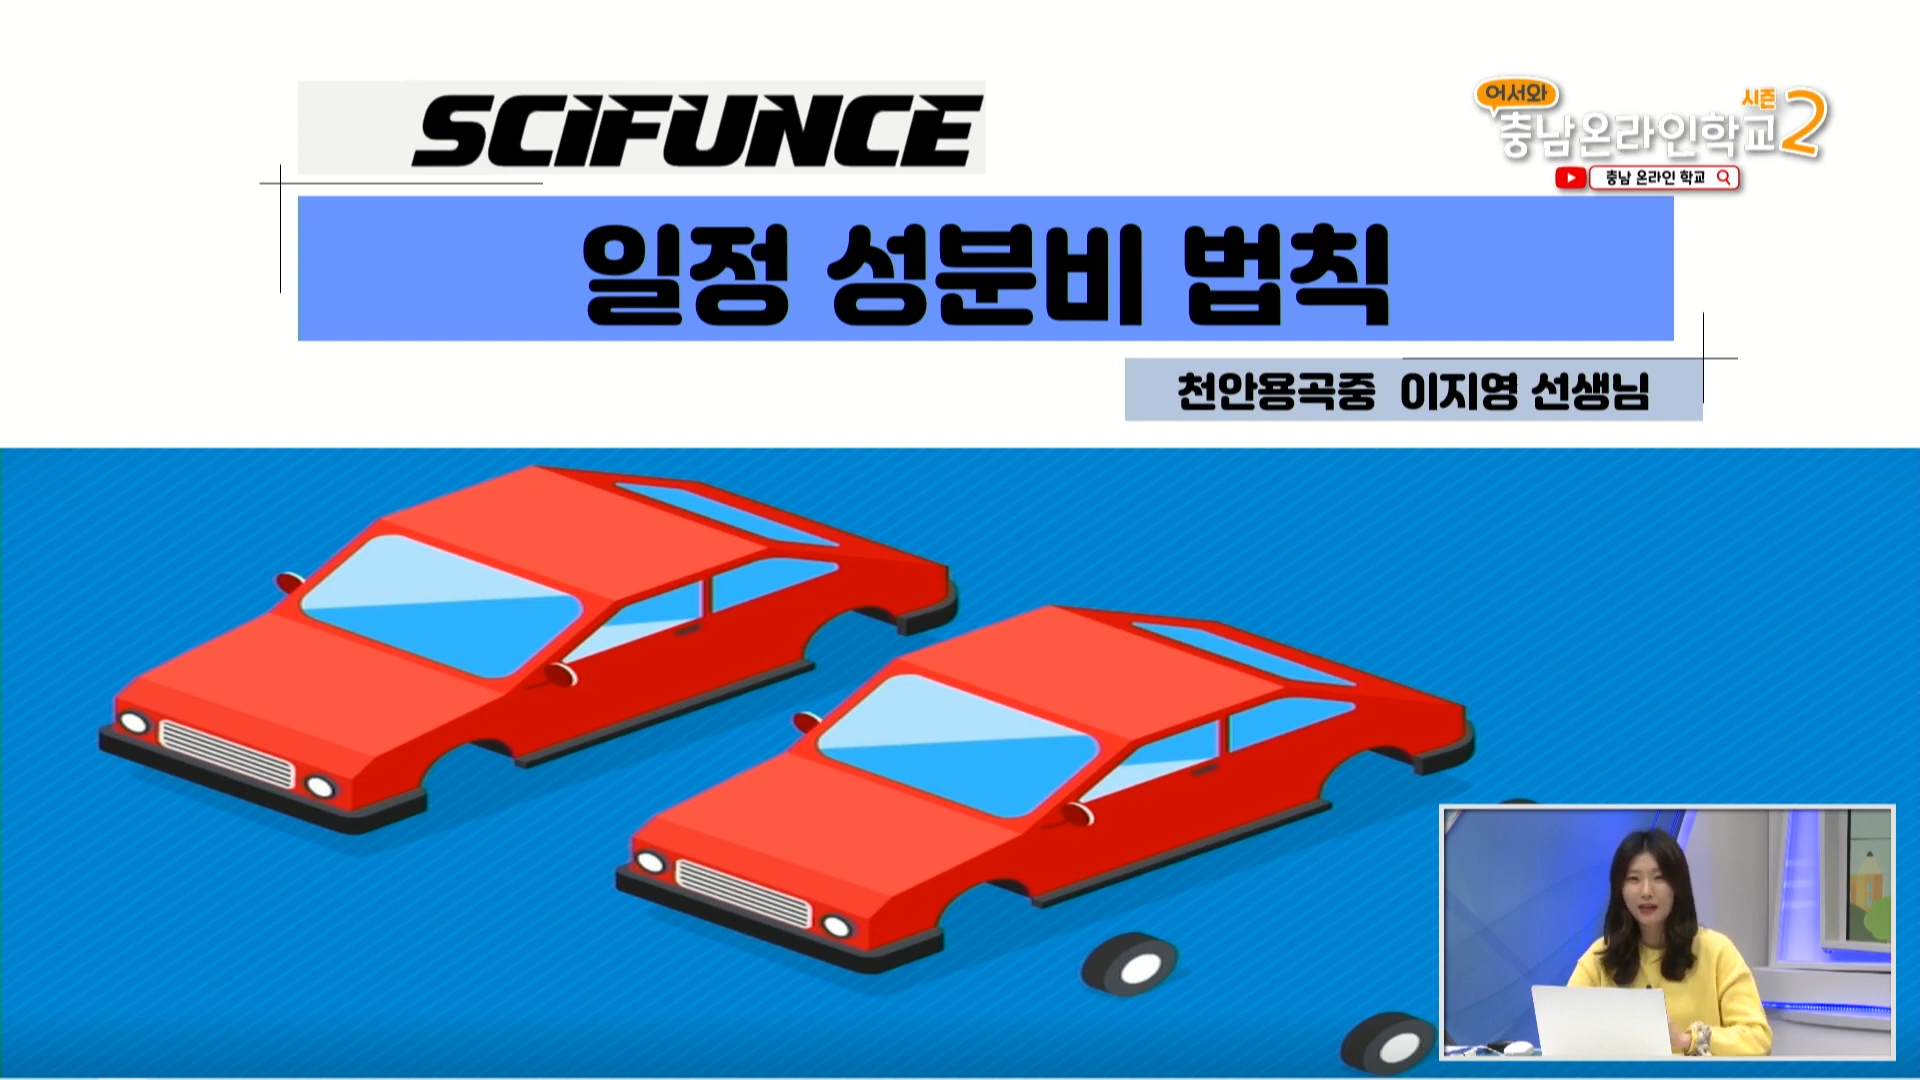 SCIFUNCE
어서와
시즌
충남온라인학교2
충남 온라인 학교
일정 성분비 법칙
천안용곡중 이지영 선생님